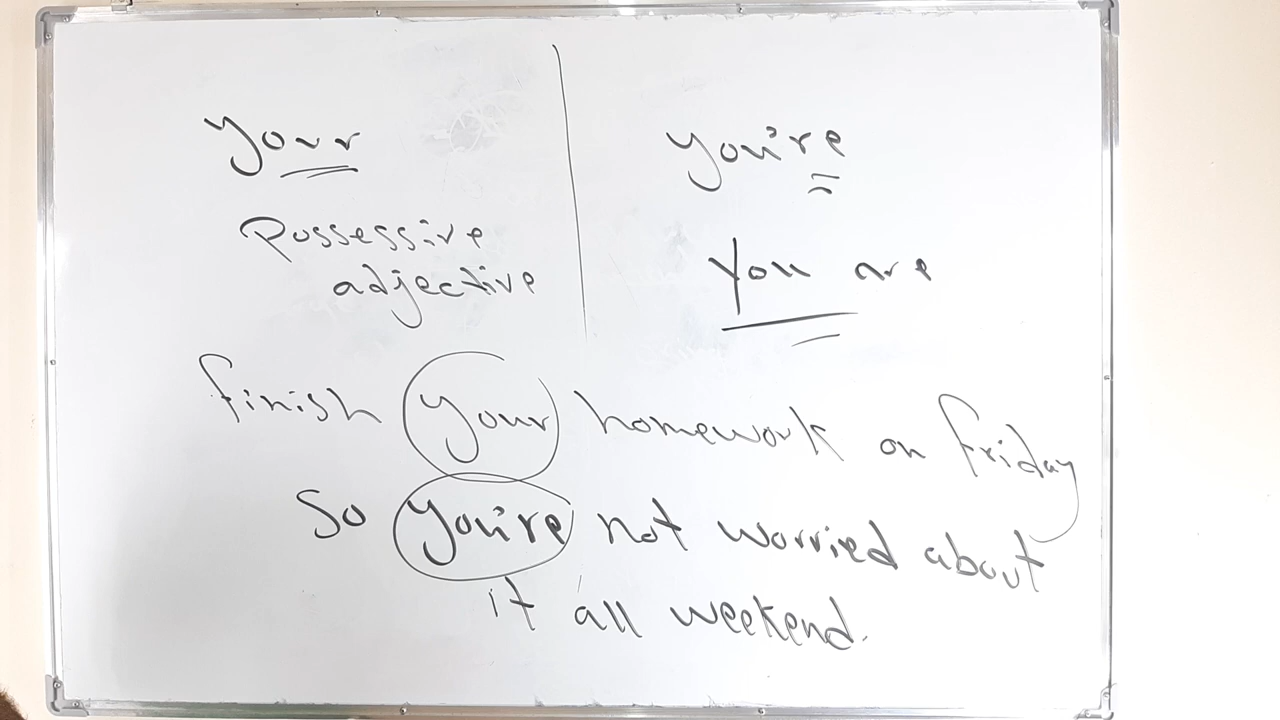 your
possessive
adjective
you're
you are
finish your homework on friday
So you're not worried about
it all weekend.